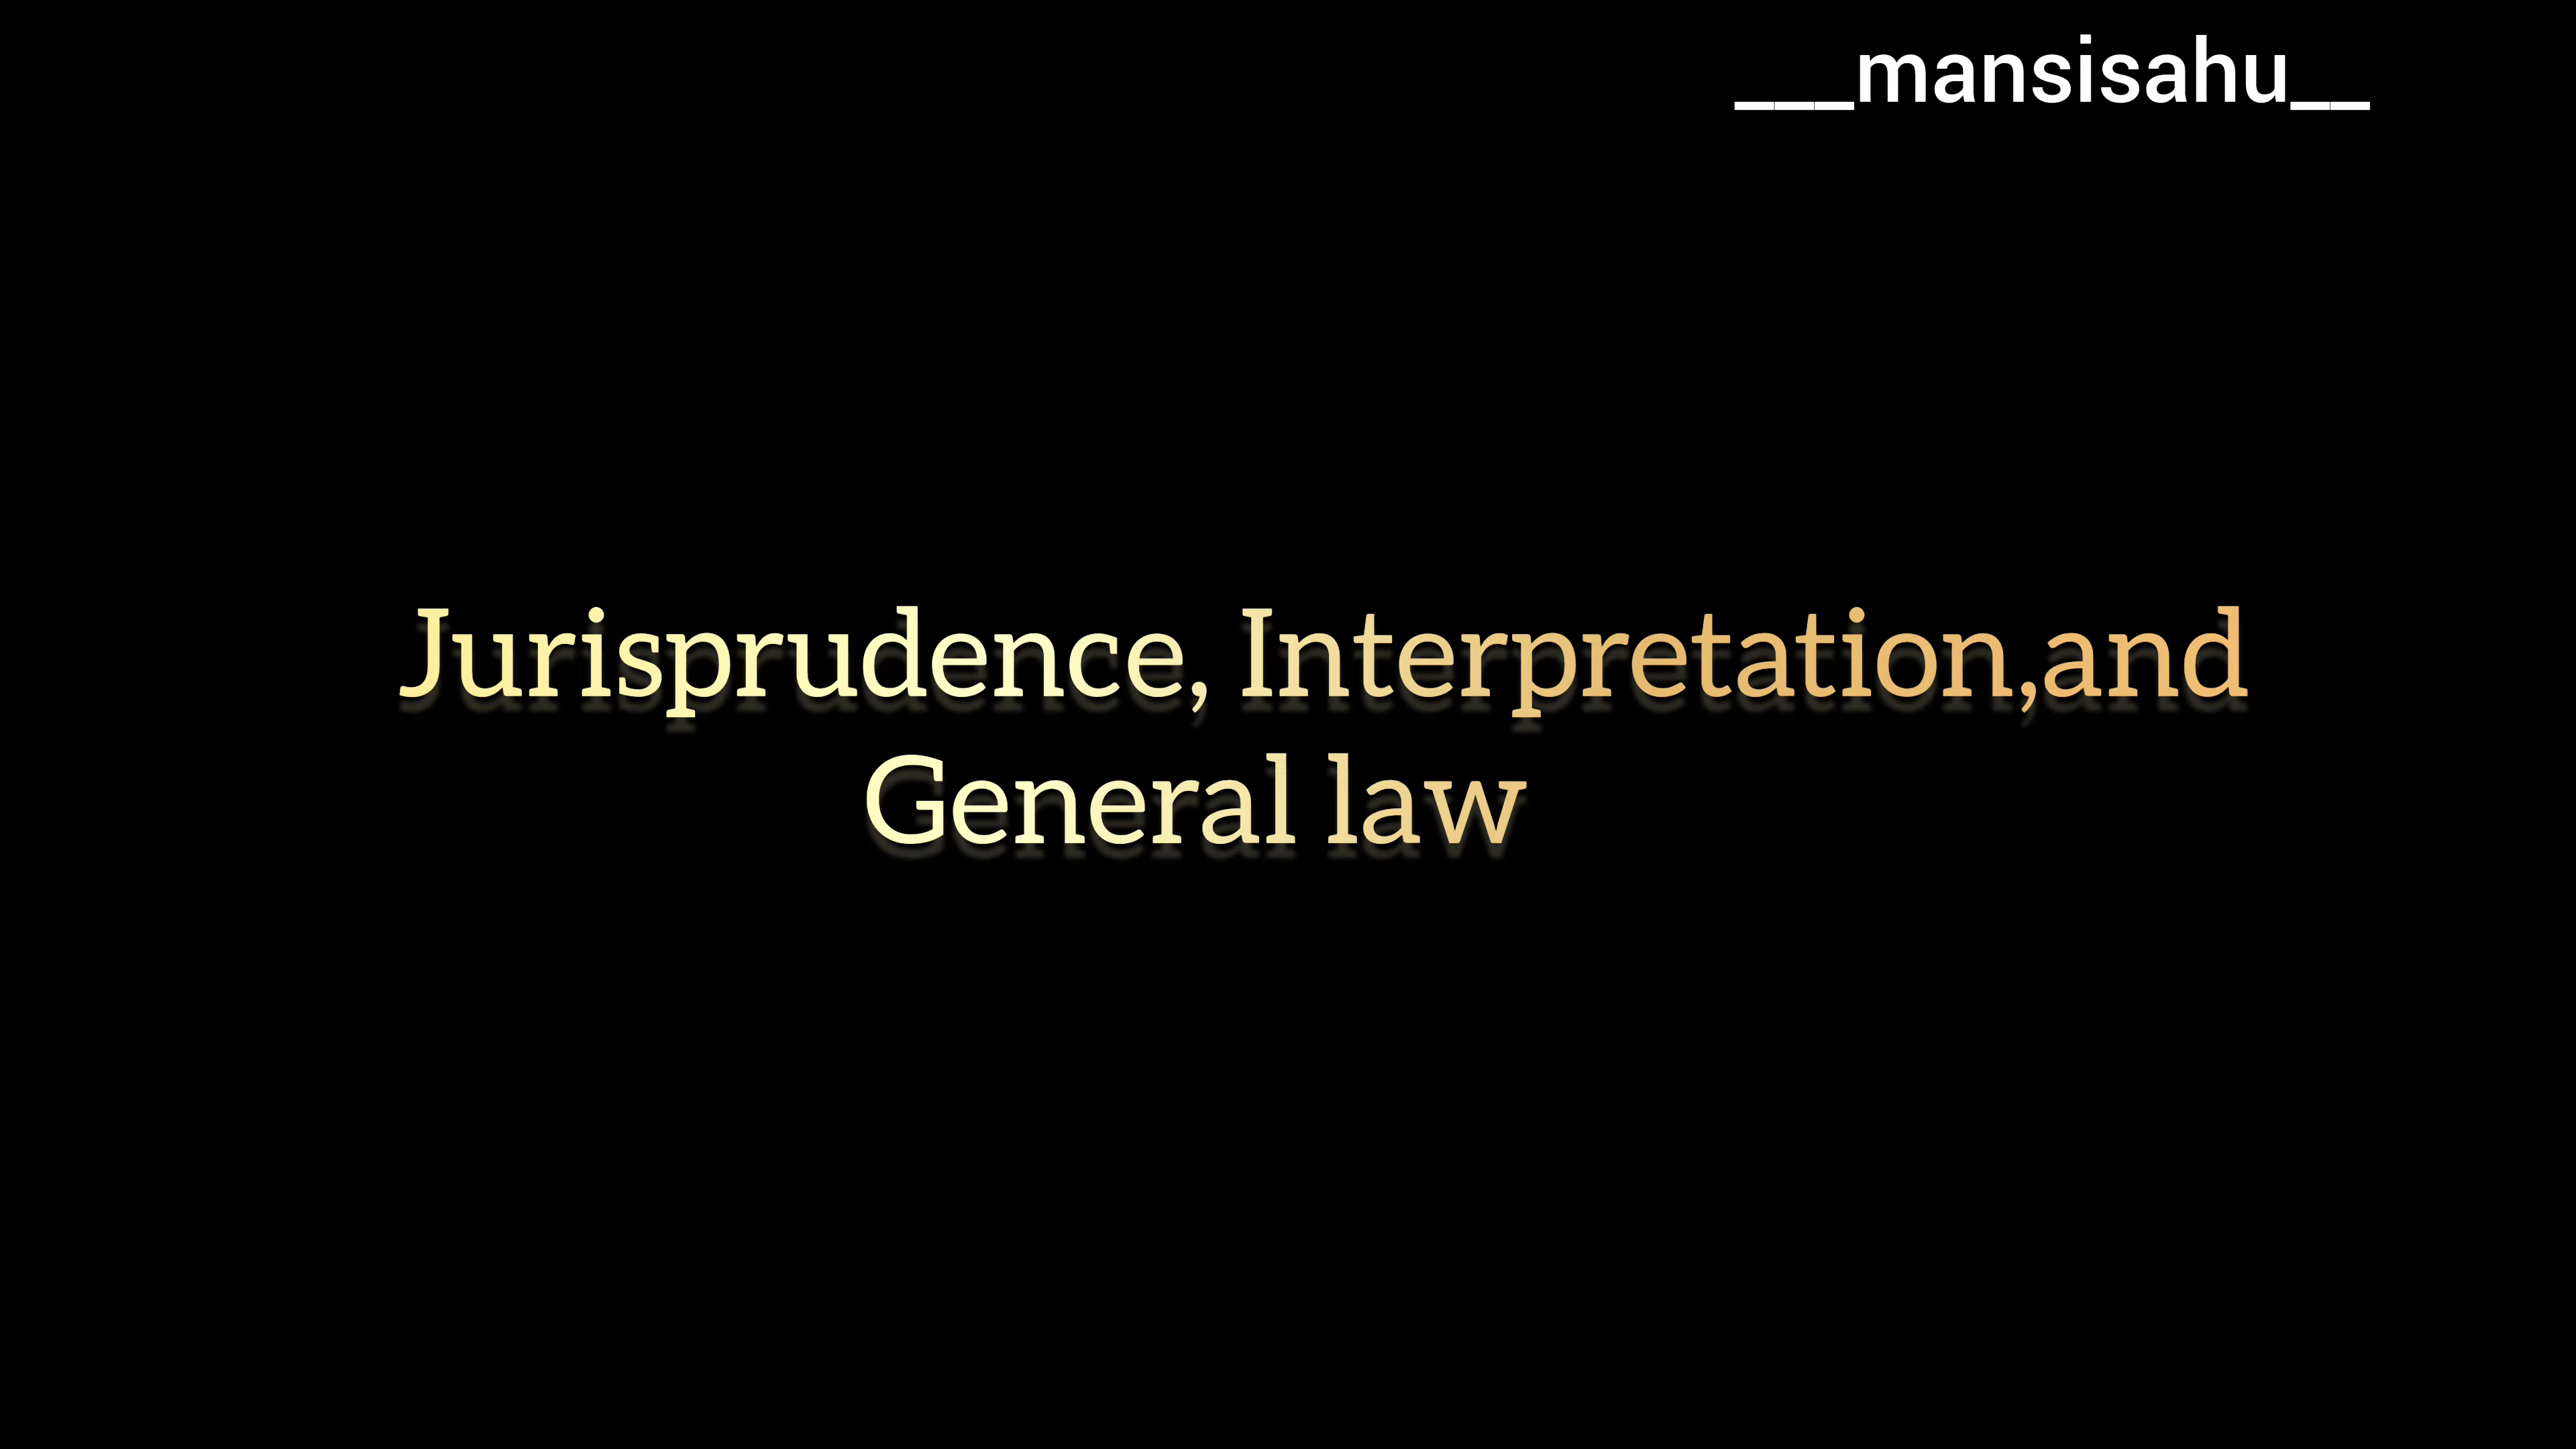 ___mansisahu__
Jurisprudence, Interpretation,and
General law